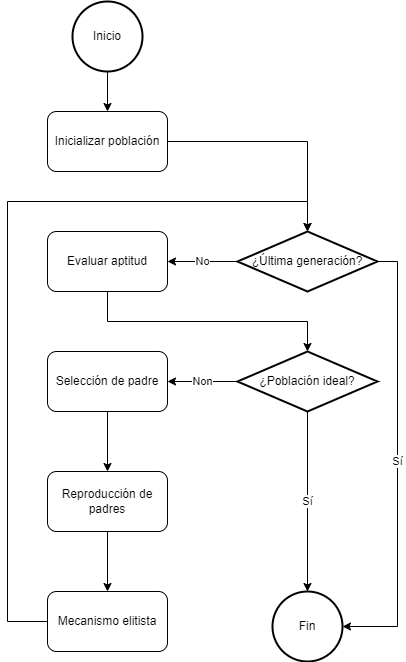 Inicio
Inicializar población
Evaluar aptitud
No
¿Última generación?
Selección de padre
Non
¿Población ideal?
Sí
Reproducción de
padres
Sí
Mecanismo elitista
Fin